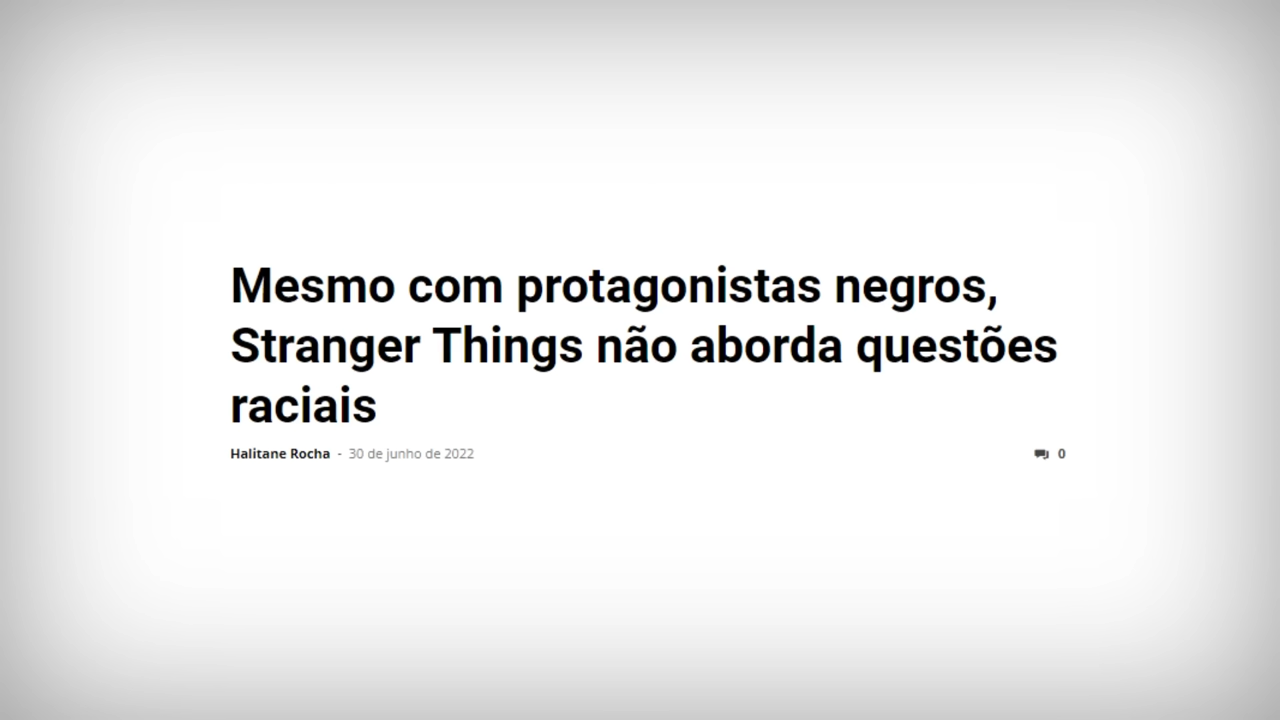 Mesmo com protagonistas negros,
Stranger Things não aborda questões
raciais
Halitane Rocha - 30 de junho de 2022 0